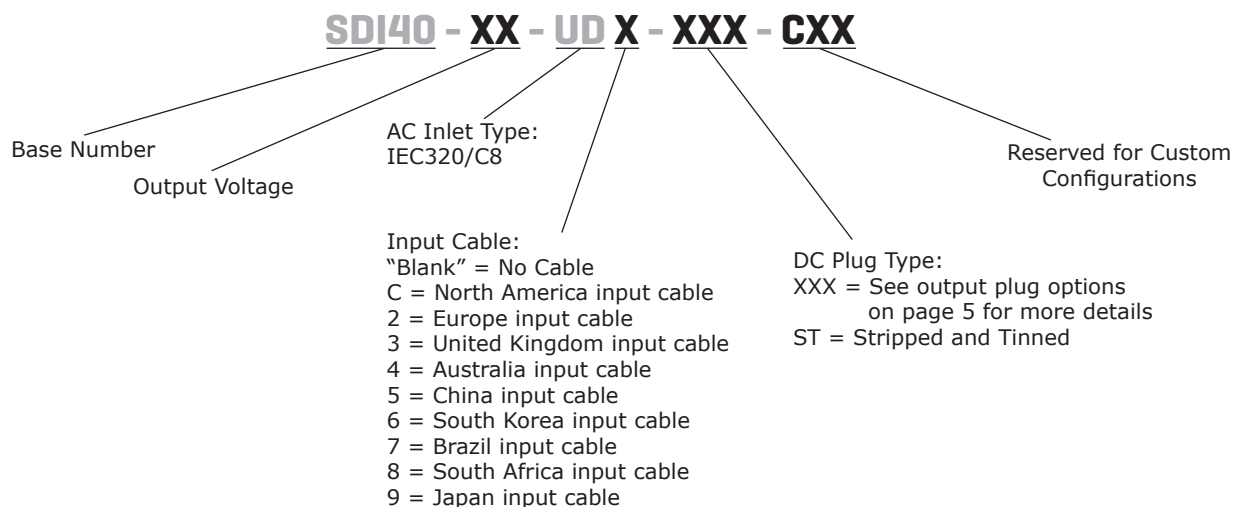 SDI40 - XX - UD X - XXX - CXX
Base Number
Output Voltage
AC Inlet Type:
IEC320/C8
Input Cable:
“Blank” = No Cable
C = North America input cable
2 = Europe input cable
3 = United Kingdom input cable
4 = Australia input cable
5 = China input cable
6 = South Korea input cable
7 = Brazil input cable
8 = South Africa input cable
9 = Japan input cable
DC Plug Type:
XXX = See output plug options
on page 5 for more details
ST = Stripped and Tinned
Reserved for Custom
Configurations